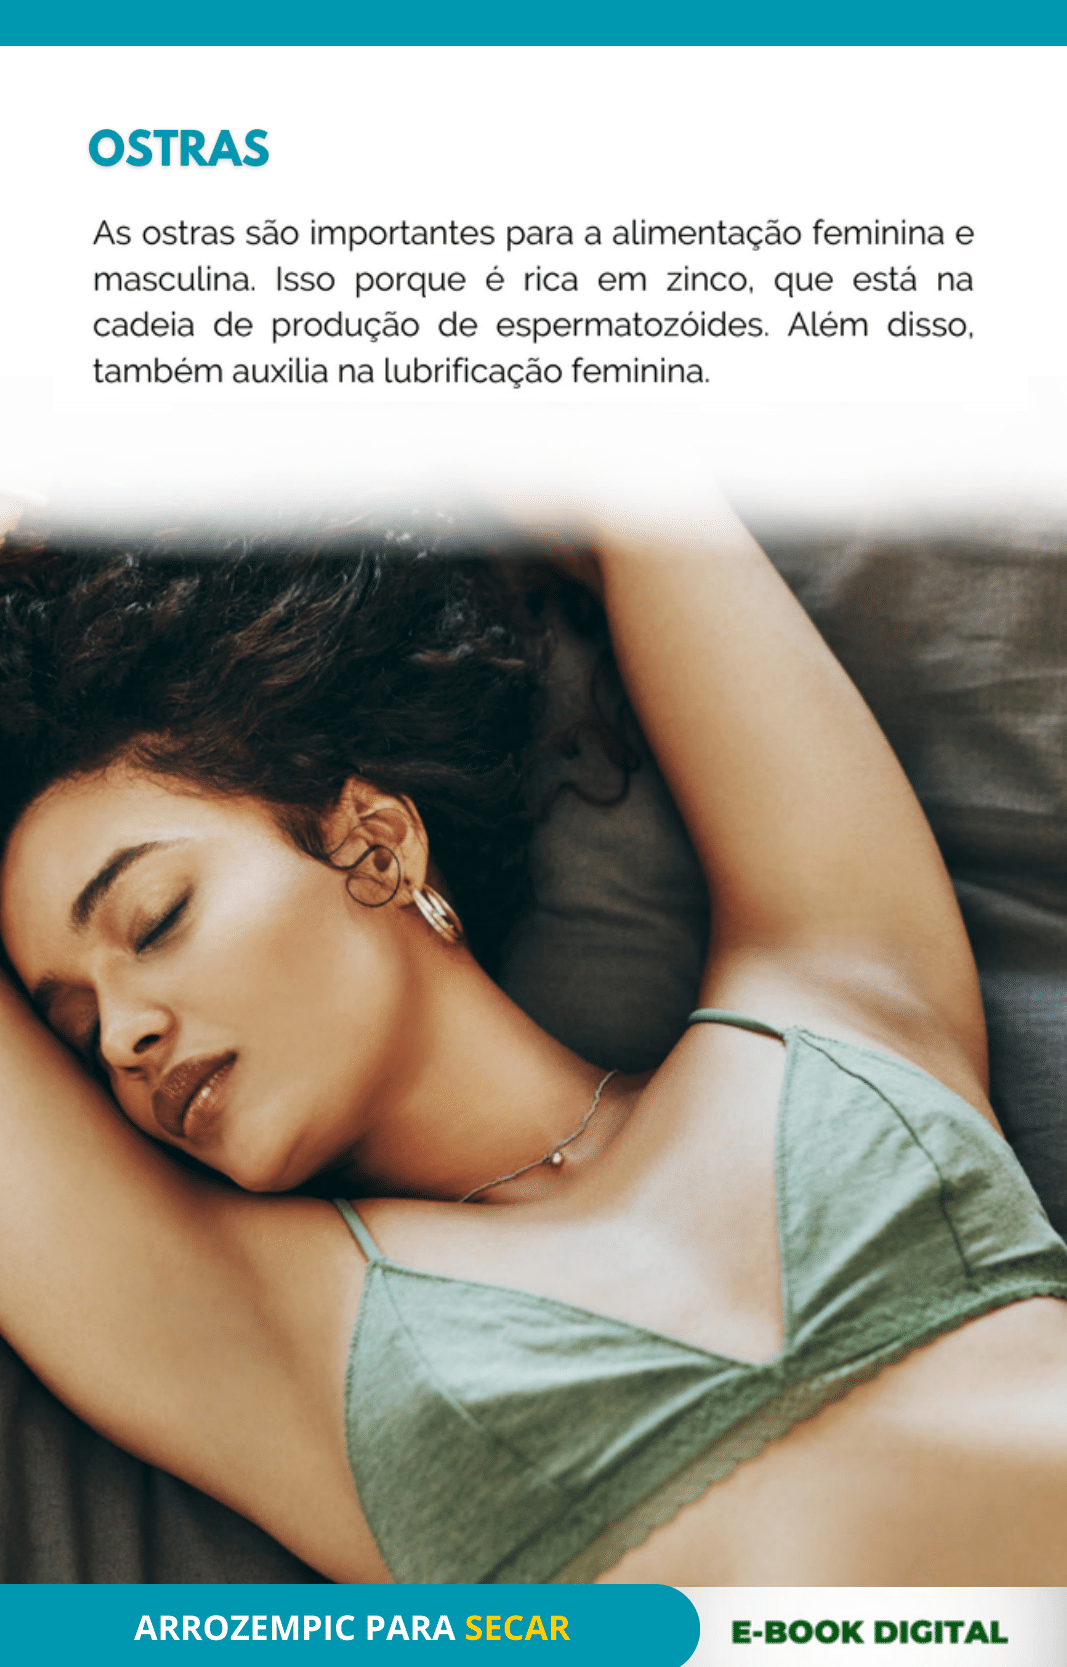 OSTRAS
As ostras são importantes para a alimentação feminina e
masculina. Isso porque é rica em zinco, que está na
cadeia de produção de espermatozóides. Além disso,
também auxilia na lubrificação feminina.
ARROZEMPIC PARA SECAR
E-BOOK DIGITAL